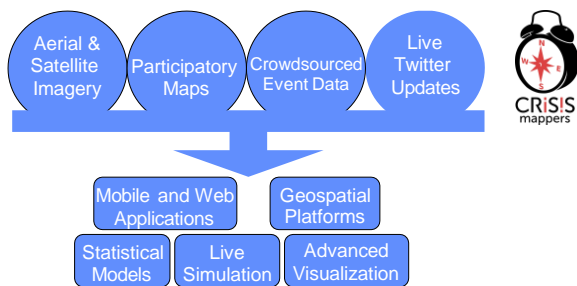 Aerial &
Satellite
Imagery
Participatory
Maps
Crowdsourced
Event Data
Live
Twitter
Updates
N
W
E
S
CRiS!S
mappers
Mobile and Web
Applications
Geospatial
Platforms
Statistical
Models
Live
Simulation
Advanced
Visualization